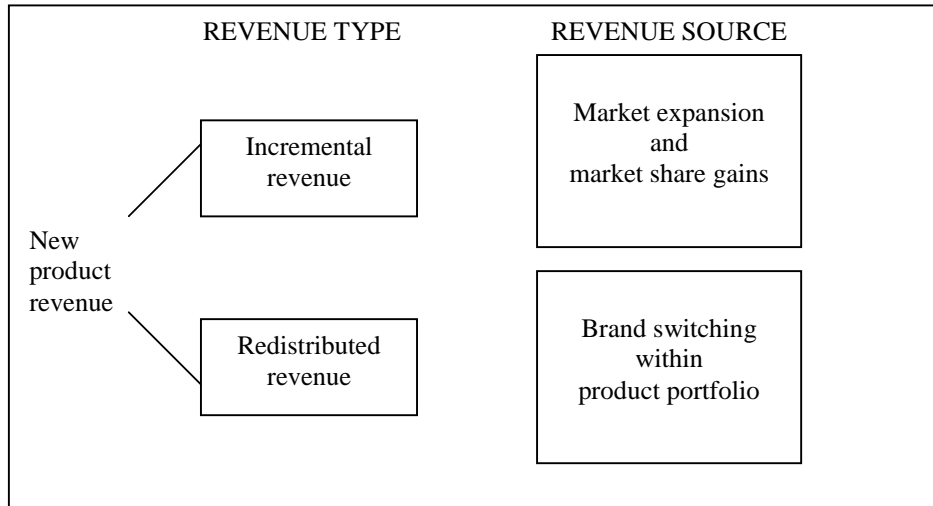 REVENUE TYPE
REVENUE SOURCE
New
product
revenue
Incremental
revenue
Market expansion
and
market share gains
Redistributed
revenue
Brand switching
within
product portfolio